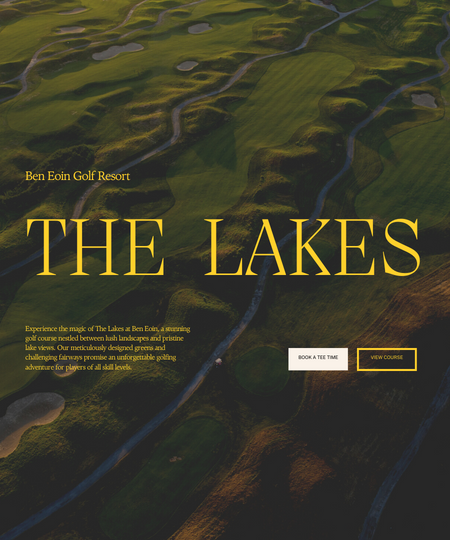 Ben Eoin Golf Resort
THE LAKES
Experience the magic of The Lakes at Ben Eoin, a stunning
golf course nestled between lush landscapes and pristine
lake views. Our meticulously designed greens and
challenging fairways promise an unforgettable golfing
adventure for players of all skill levels.
BOOK A TEE TIME
VIEW COURSE